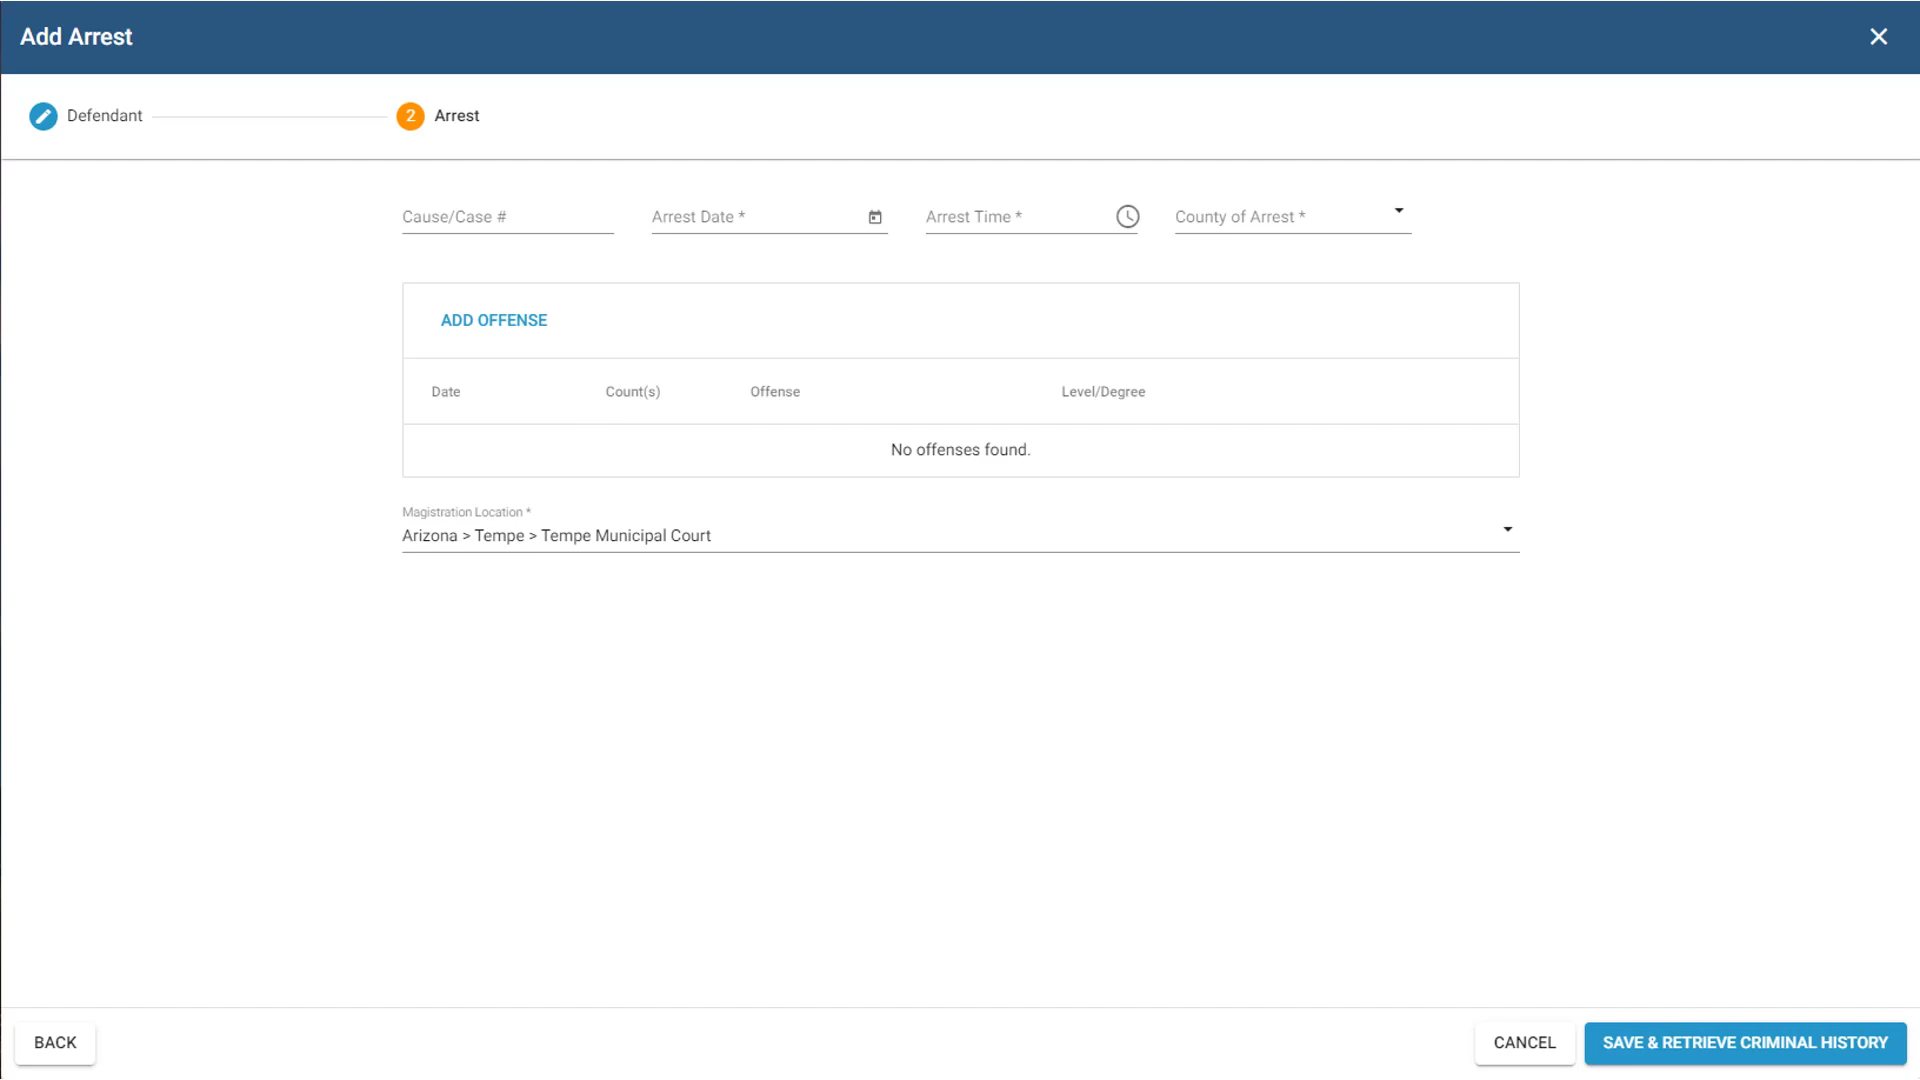 Add Arrest
Defendant
2 Arrest
Cause/Case #
Arrest Date *
Arrest Time *
County of Arrest *
ADD OFFENSE
Date
Count(s)
Offense
Level/Degree
No offenses found.
Magistration Location *
Arizona > Tempe > Tempe Municipal Court
BACK
CANCEL
SAVE & RETRIEVE CRIMINAL HISTORY